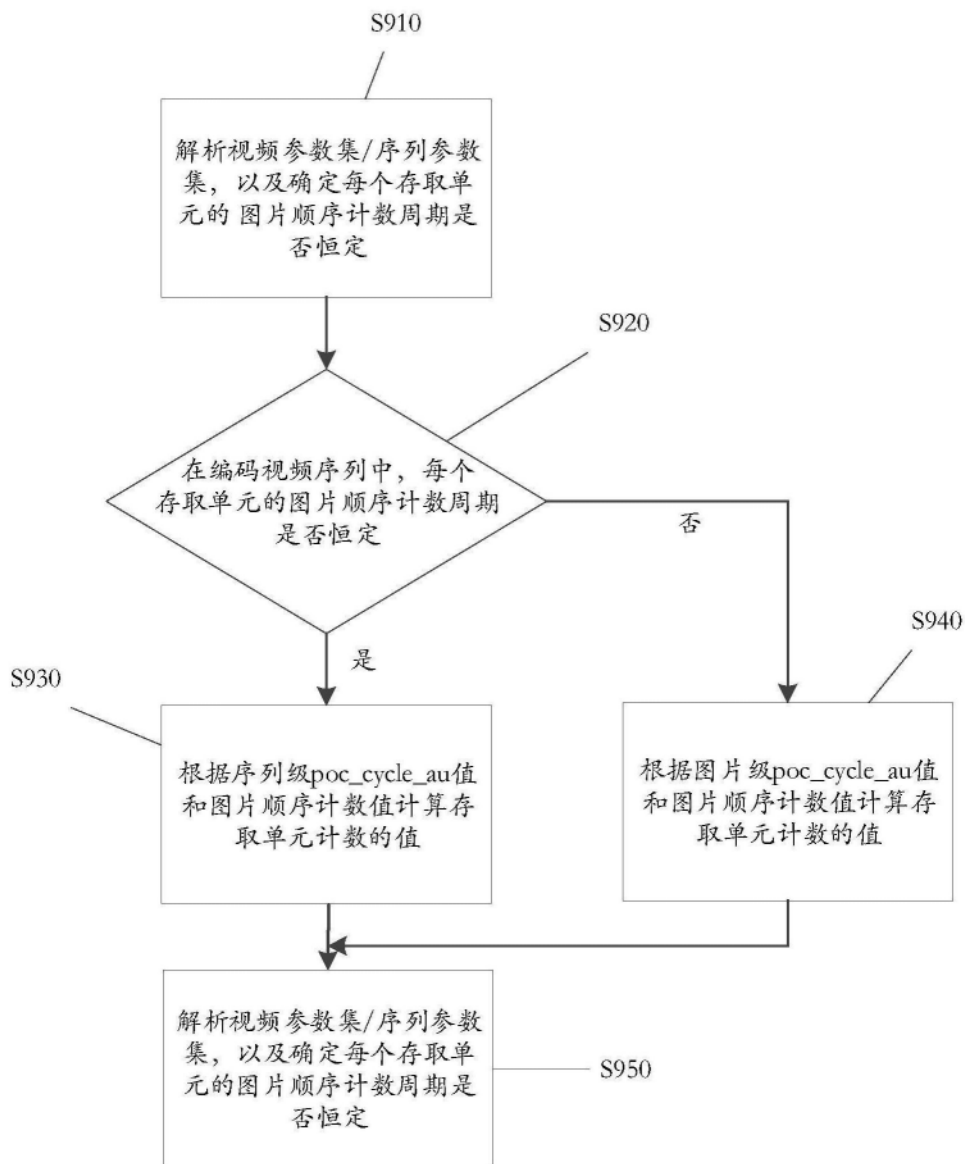 S910
解析视频参数集/序列参数
集，以及确定每个存取单
元的 图片顺序计数周期是
否恒定
S920
在编码视频序列中，每个
存取单元的图片顺序计数周期
是否恒定
否
是
S930
S940
根据序列级poc_cycle_au值
和图片顺序计数值计算存
取单元计数的值
根据图片级poc_cycle_au值
和图片顺序计数值计算存
取单元计数的值
解析视频参数集/序列参数
集，以及确定每个存取单
元的图片顺序计数周期是
否恒定
S950